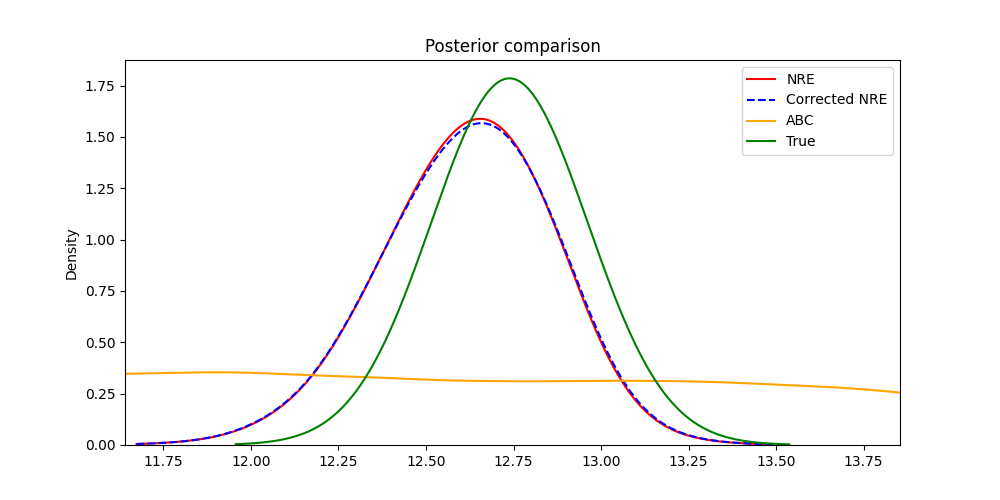 Posterior comparison
NRE
Corrected NRE
ABC
True
Density
1.75
1.50
1.25
1.00
0.75
0.50
0.25
0.00
11.75 12.00 12.25 12.50 12.75 13.00 13.25 13.50 13.75